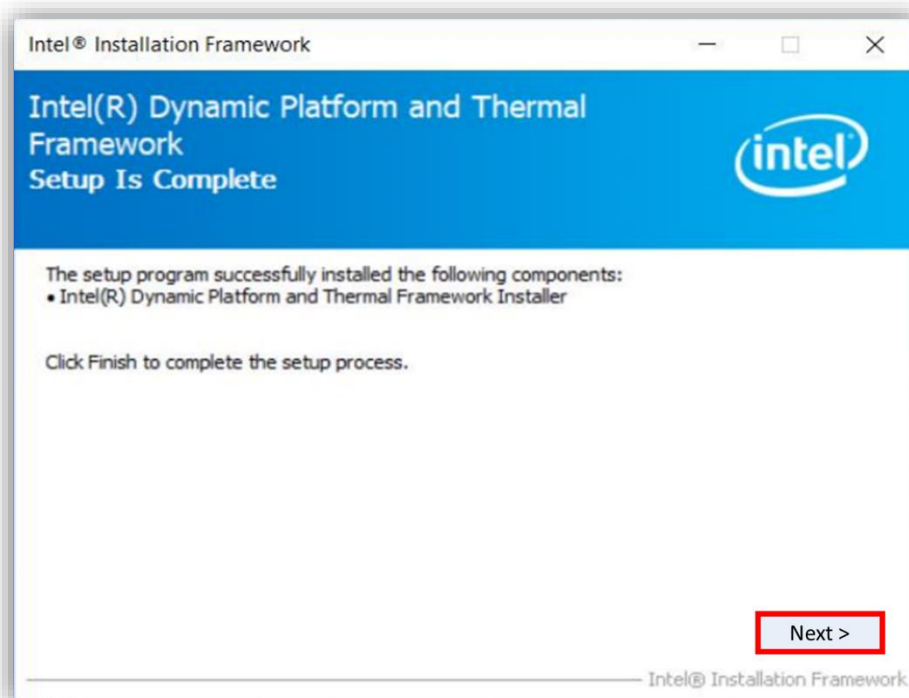 Intel® Installation Framework
Intel(R) Dynamic Platform and Thermal
Framework
Setup Is Complete
intel
The setup program successfully installed the following components:
• Intel(R) Dynamic Platform and Thermal Framework Installer
Click Finish to complete the setup process.
Next >
Intel® Installation Framework